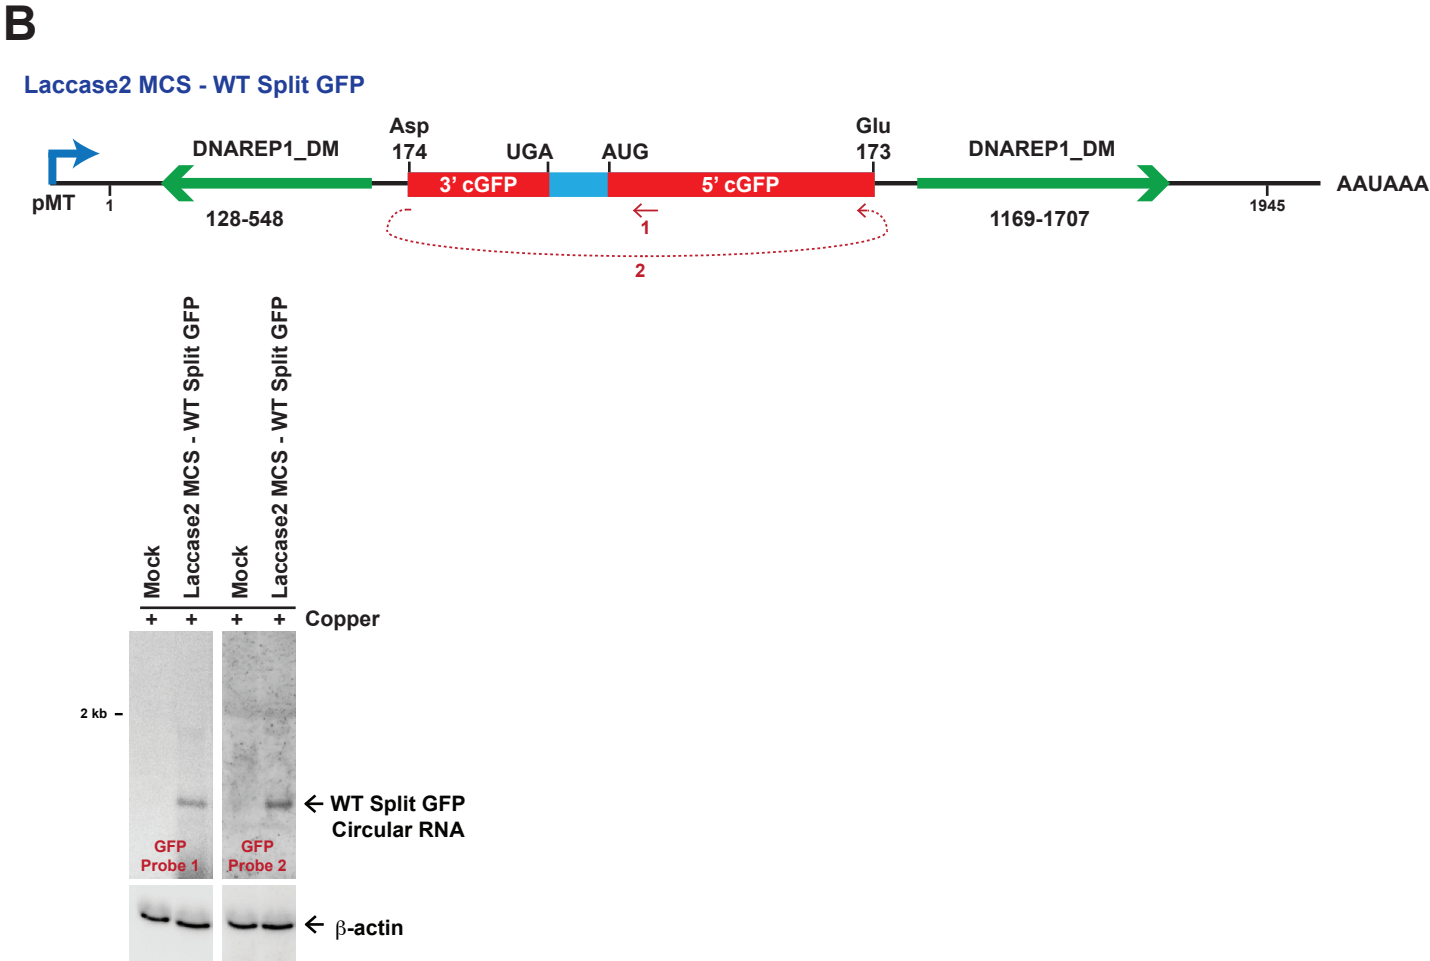 B
Laccase2 MCS - WT Split GFP
Asp
174
UGA
AUG
Glu
173
DNAREP1_DM
DNAREP1_DM
3’ cGFP
5’ cGFP
AAUAAA
pMT
1
128-548
1169-1707
1945
1
2
Mock
Laccase2 MCS - WT Split GFP
Mock
Laccase2 MCS - WT Split GFP
+ + + + Copper
2 kb
WT Split GFP
Circular RNA
GFP
Probe 1
GFP
Probe 2
β-actin